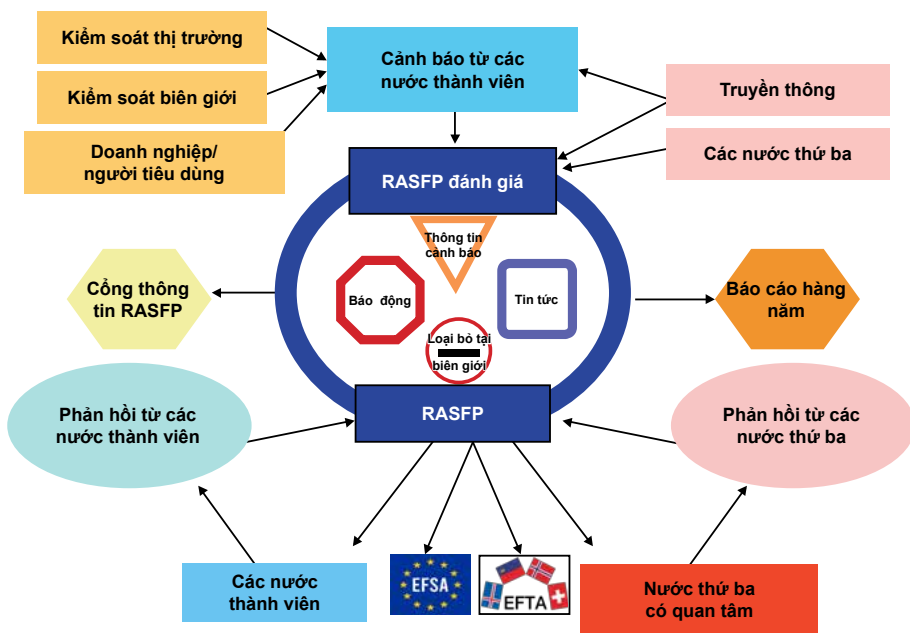 Kiểm soát thị trường
Cảnh báo từ các
nước thành viên
Truyền thông
Kiểm soát biên giới
Doanh nghiệp/
người tiêu dùng
Các nước thứ ba
RASFP đánh giá
Thông tin
cảnh báo
Báo động
Tin tức
Loại bỏ tại
biên giới
Cổng thông
tin RASFP
Báo cáo hàng
năm
RASFP
Phản hồi từ các
nước thành viên
Phản hồi từ các
nước thứ ba
Các nước
thành viên
EFSA
EFTA
Nước thứ ba
có quan tâm